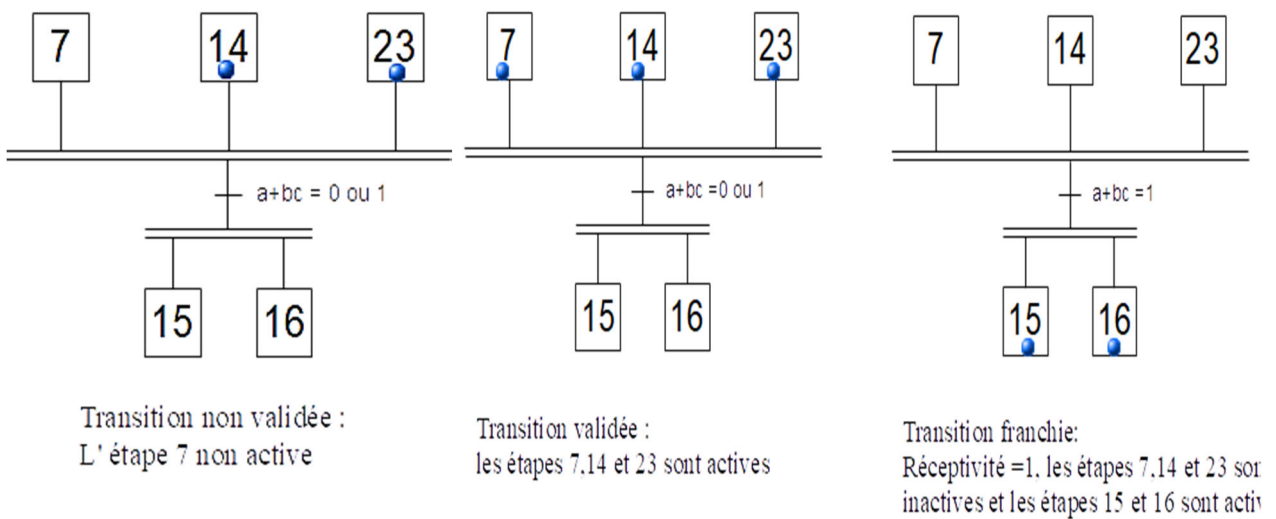 7 14 23
a+bc = 0 ou 1
15 16
Transition non validée :
L' étape 7 non active
7 14 23
a+bc =0 ou 1
15 16
Transition validée :
les étapes 7,14 et 23 sont actives
7 14 23
a+bc =1
15 16
Transition franchie:
Réceptivité =1, les étapes 7,14 et 23
inactives et les étapes 15 et 16 sont